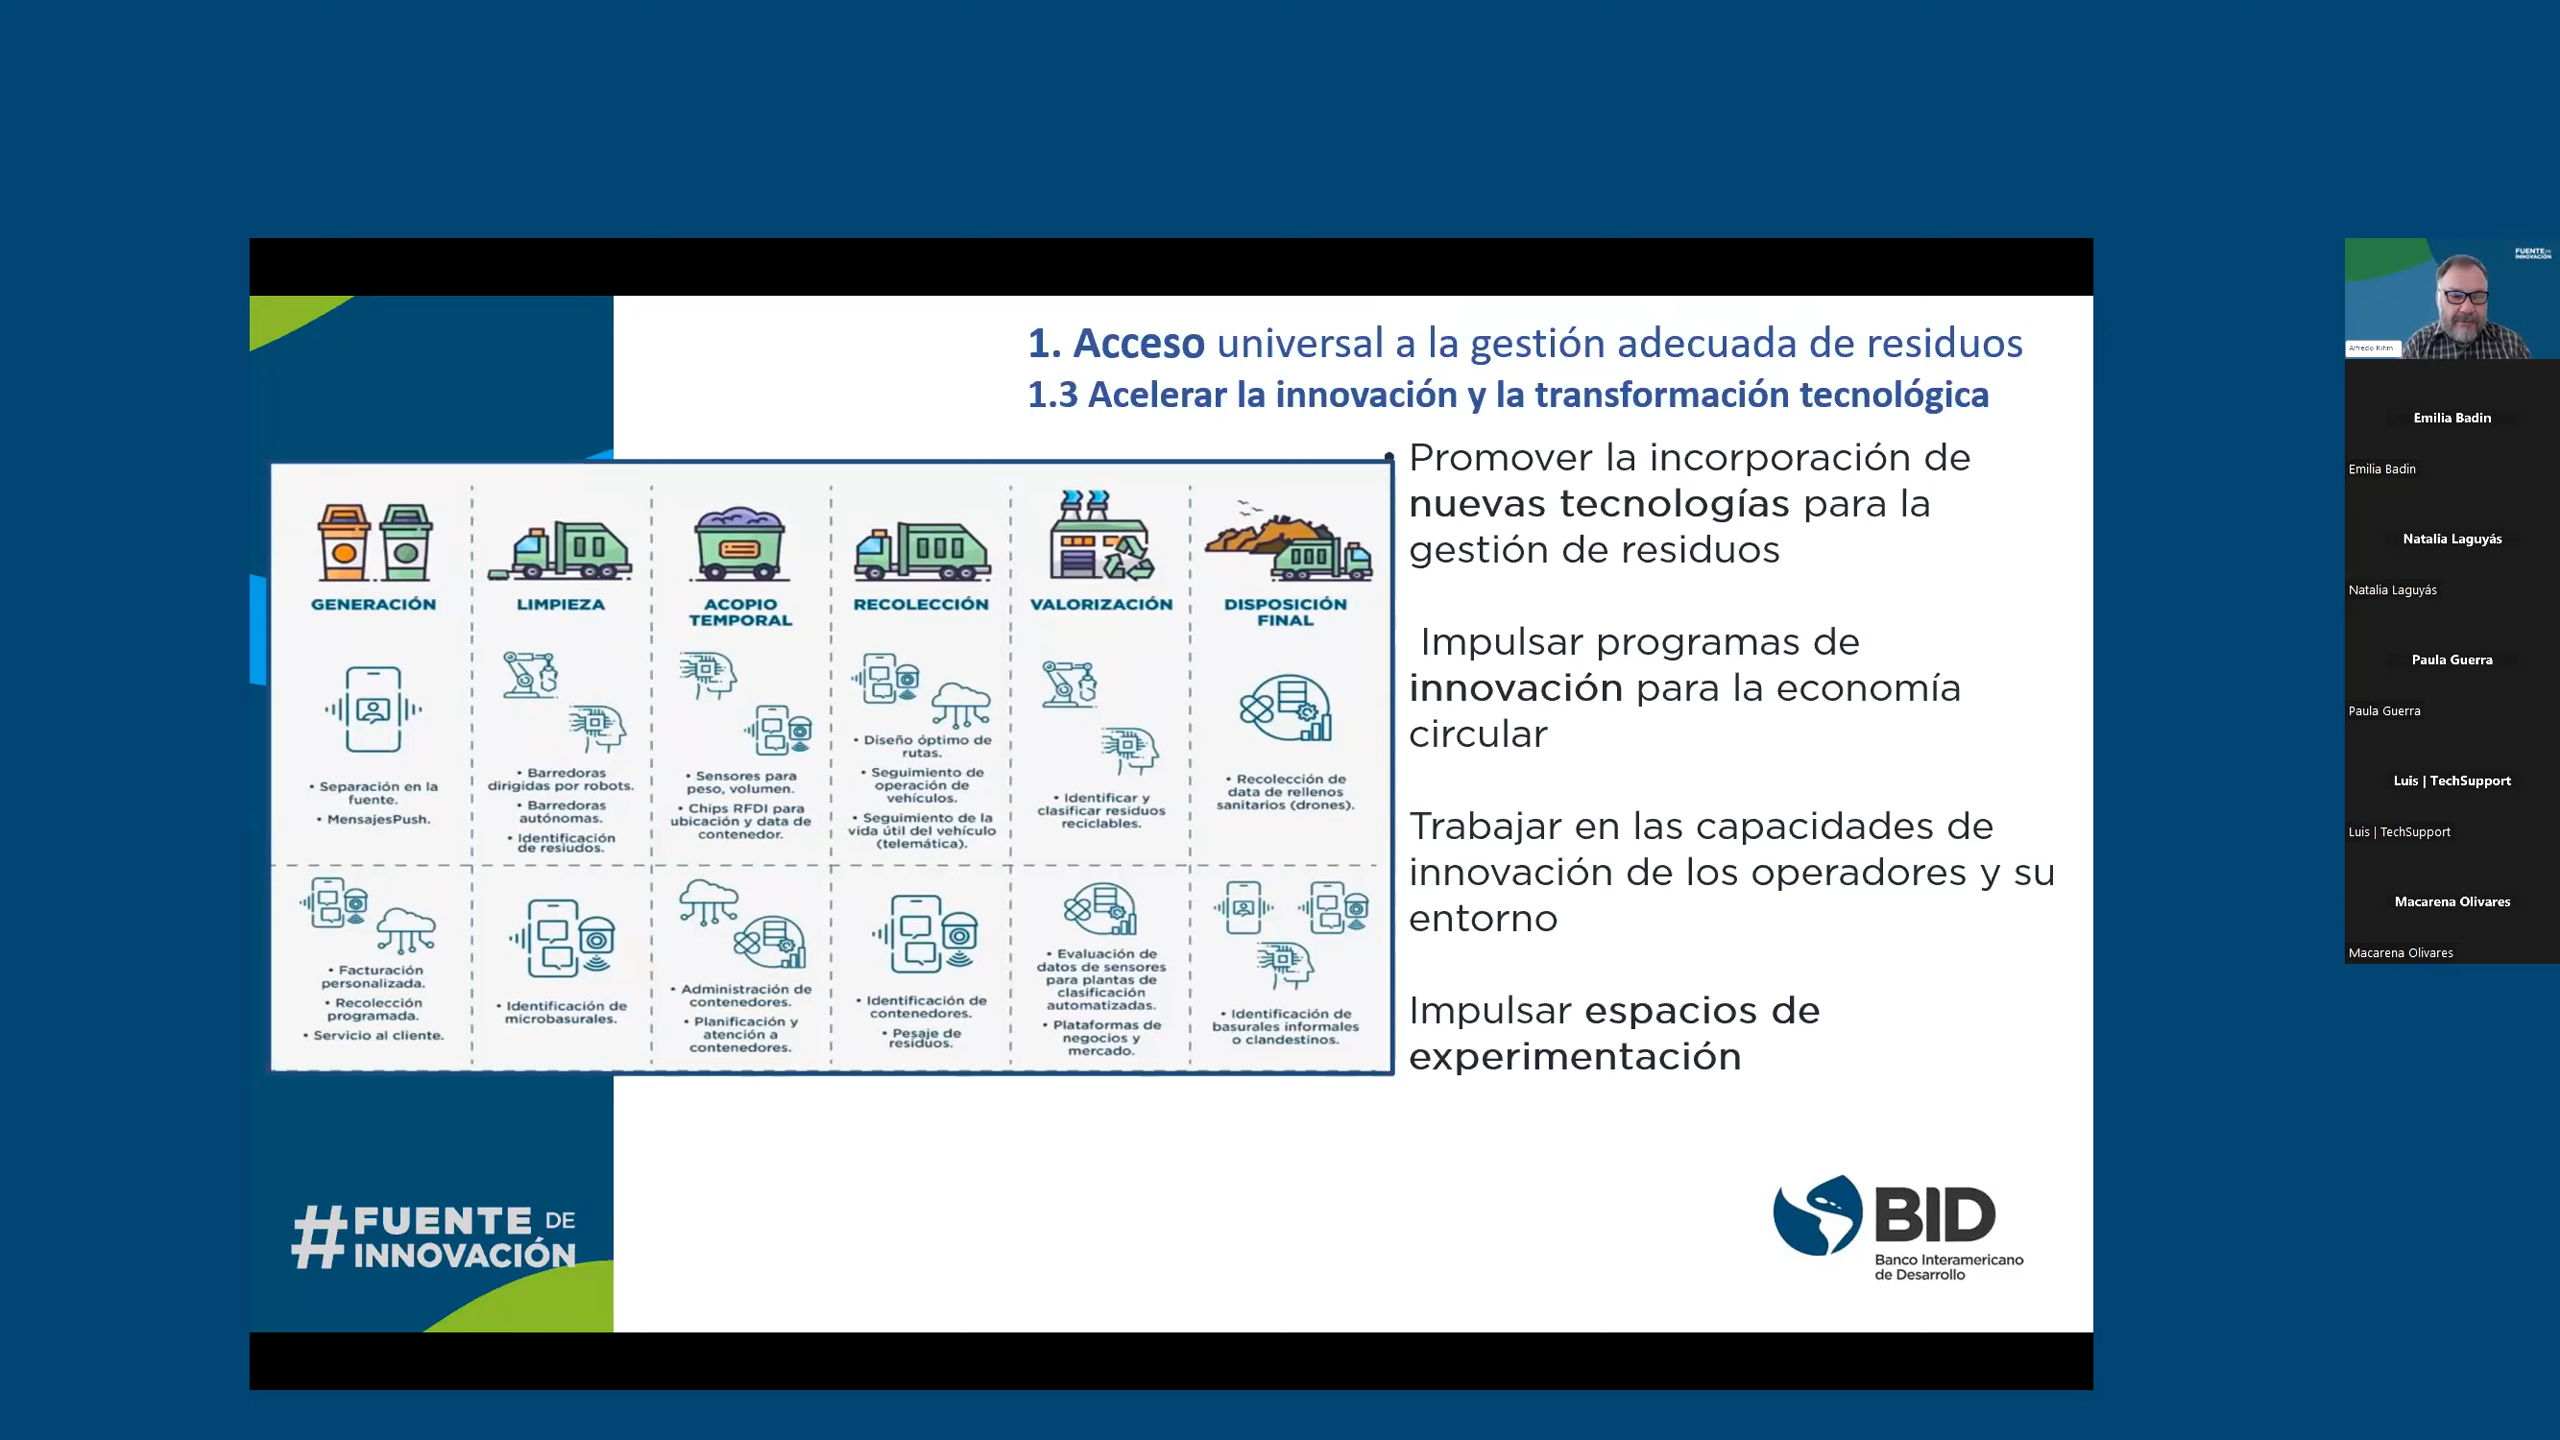 1. Acceso universal a la gestión adecuada de residuos
1.3 Acelerar la innovación y la transformación tecnológica
• Promover la incorporación de
nuevas tecnologías para la
gestión de residuos
Impulsar programas de
innovación para la economía
circular
Trabajar en las capacidades de
innovación de los operadores y su
entorno
Impulsar espacios de
experimentación
GENERACIÓN
• Separación en la
fuente.
• MensajesPush.
• Facturación
personalizada.
• Recolección
programada.
• Servicio al cliente.
LIMPIEZA
• Barredoras
dirigidas por robots.
• Barredoras
autónomas.
• Identificación
de residuos.
• Identificación de
microbasurales.
ACOPIO
TEMPORAL
• Sensores para
peso, volumen.
• Chips RFDI para
ubicación y data de
contenedor.
• Administración de
contenedores.
• Planificación y
atención a
contenedores.
RECOLECCIÓN
• Diseño óptimo de
rutas.
• Seguimiento de
operación de
vehículos.
• Seguimiento de la
vida útil del vehículo
(telemática).
• Identificación de
contenedores.
• Pesaje de
residuos.
VALORIZACIÓN
• Identificar y
clasificar residuos
reciclables.
• Evaluación de
datos de sensores
para plantas de
clasificación
automatizadas.
• Plataformas de
negocios y
mercado.
DISPOSICIÓN
FINAL
• Recolección de
data de rellenos
sanitarios (drones).
• Identificación de
basurales informales
o clandestinos.
#FUENTE DE
INNOVACIÓN
BID
Banco Interamericano
de Desarrollo
FUENTE DE
INNOVACIÓN
Alfredo Rihm
Emilia Badin
Emilia Badin
Natalia Laguyás
Natalia Laguyás
Paula Guerra
Paula Guerra
Luis | TechSupport
Luis | TechSupport
Macarena Olivares
Macarena Olivares